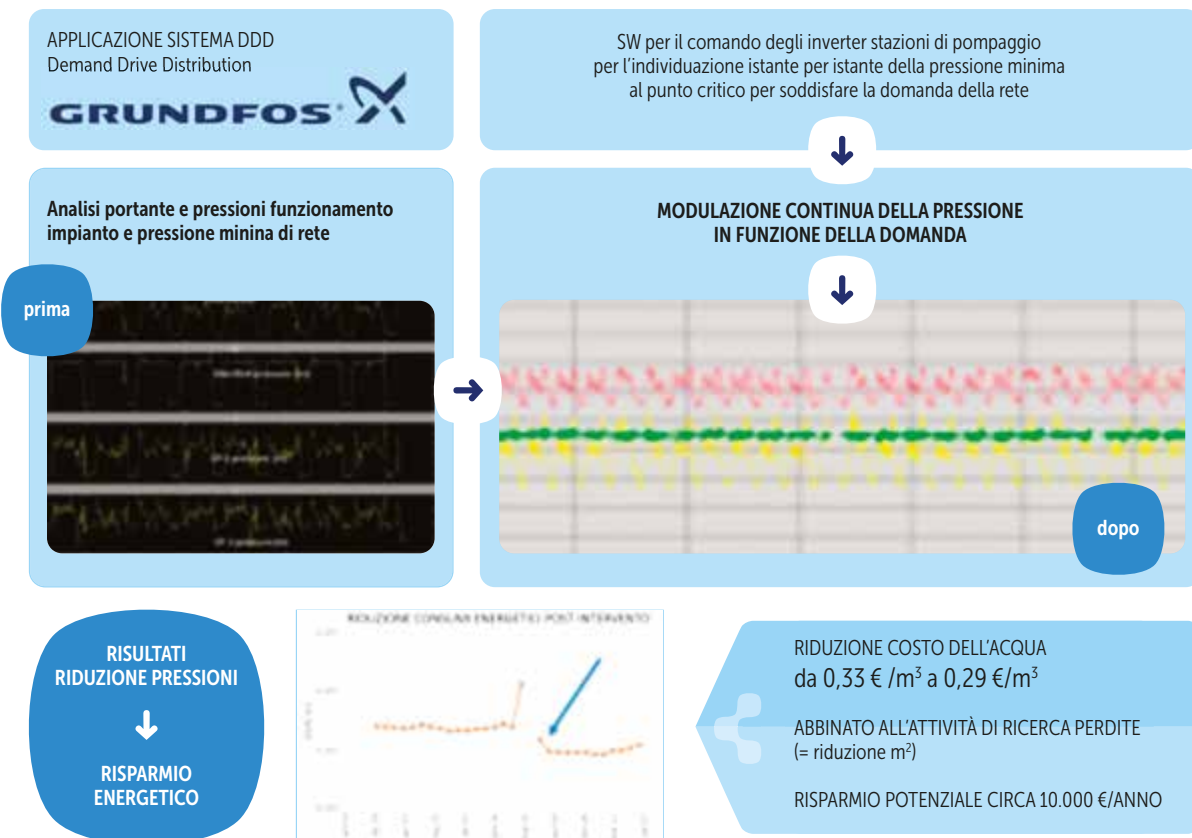 APPLICAZIONE SISTEMA DDD
Demand Drive Distribution
GRUNDFOS
SW per il comando degli inverter stazioni di pompaggio
per l'individuazione istante per istante della pressione minima
al punto critico per soddisfare la domanda della rete
Analisi portante e pressioni funzionamento
impianto e pressione minina di rete
prima
MODULAZIONE CONTINUA DELLA PRESSIONE
IN FUNZIONE DELLA DOMANDA
dopo
RISULTATI
RIDUZIONE PRESSIONI
RISPARMIO
ENERGETICO
RIDUZIONE CONSUMI ENERGETICI POST-INTERVENTO
RIDUZIONE COSTO DELL'ACQUA
da 0,33 € /m³ a 0,29 €/m³
ABBINATO ALL'ATTIVITÀ DI RICERCA PERDITE
(= riduzione m²)
RISPARMIO POTENZIALE CIRCA 10.000 €/ANNO